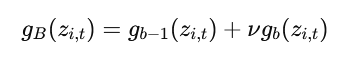 g_B(z_{i,t}) = g_{b-1}(z_{i,t}) + νg_b(z_{i,t})